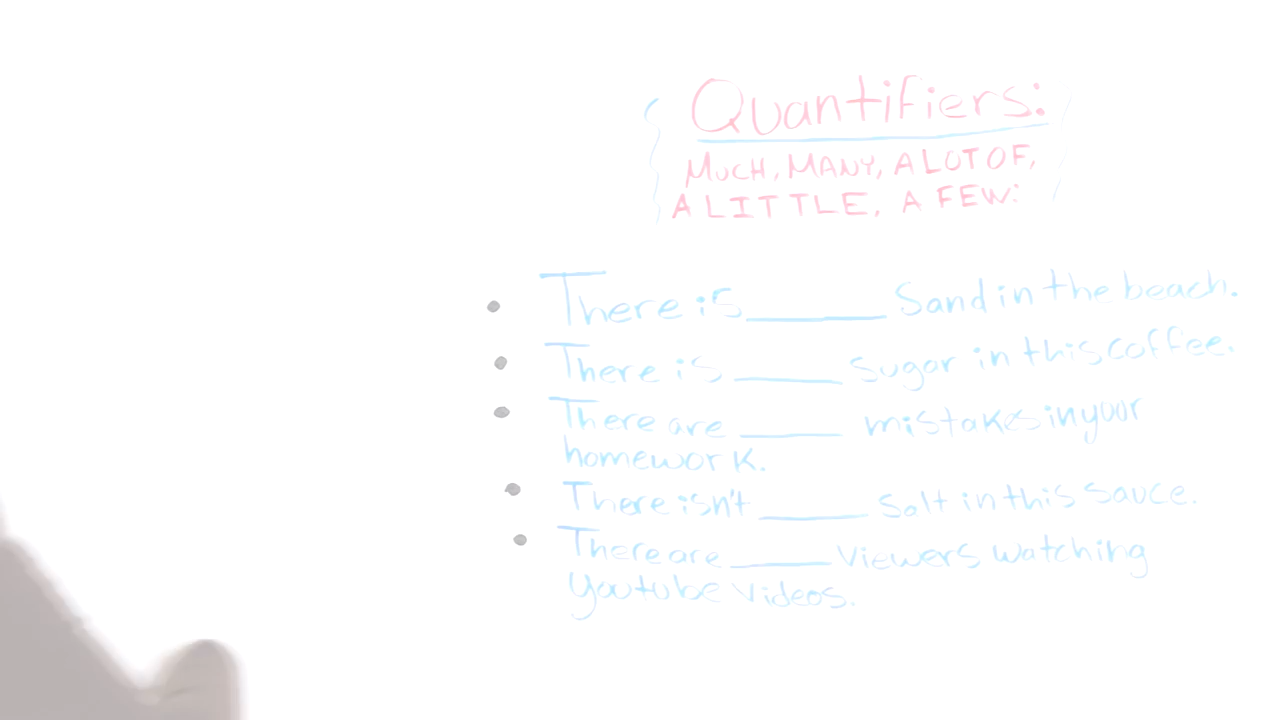 Quantifiers:
MUCH, MANY, A LOT OF,
A LITTLE, A FEW:
• There is ______ Sand in the beach.
• There is ______ sugar in this coffee.
• There are ______ mistakes in your
homework.
• There isn't ______ Salt in this sauce.
• There are ______ Viewers watching
Youtube videos.